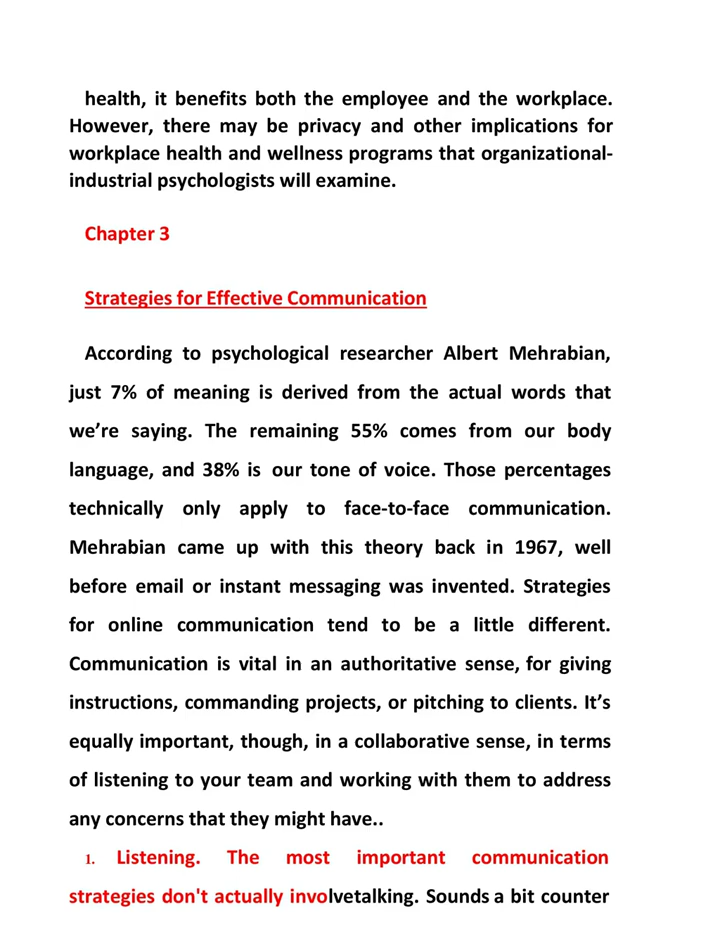 health, it benefits both the employee and the workplace.
However, there may be privacy and other implications for
workplace health and wellness programs that organizational-
industrial psychologists will examine.
Chapter 3
Strategies for Effective Communication
According to psychological researcher Albert Mehrabian,
just 7% of meaning is derived from the actual words that
we’re saying. The remaining 55% comes from our body
language, and 38% is our tone of voice. Those percentages
technically only apply to face-to-face communication.
Mehrabian came up with this theory back in 1967, well
before email or instant messaging was invented. Strategies
for online communication tend to be a little different.
Communication is vital in an authoritative sense, for giving
instructions, commanding projects, or pitching to clients. It’s
equally important, though, in a collaborative sense, in terms
of listening to your team and working with them to address
any concerns that they might have..
1. Listening. The most important communication
strategies don't actually involvetalking. Sounds a bit counter